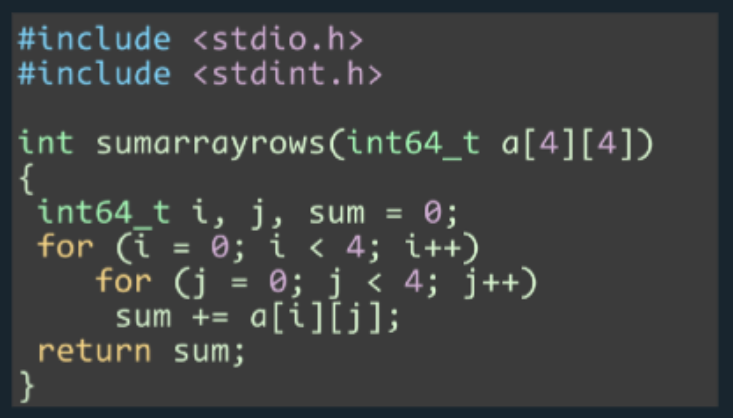 #include <stdio.h>
#include <stdint.h>

int sumarrayrows(int64_t a[4][4])
{
 int64_t i, j, sum = 0;
 for (i = 0; i < 4; i++)
    for (j = 0; j < 4; j++)
     sum += a[i][j];
 return sum;
}